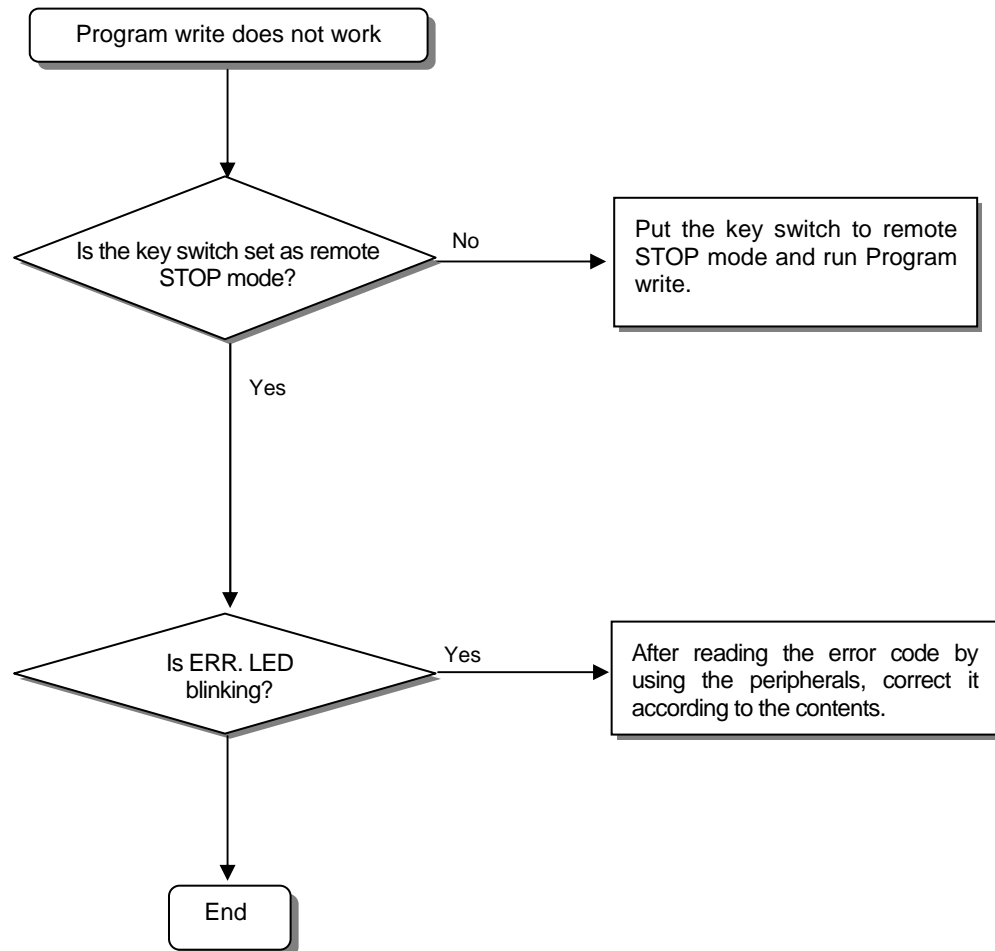 Program write does not work
Is the key switch set as remote
STOP mode?
No
Put the key switch to remote
STOP mode and run Program
write.
Yes
Is ERR. LED
blinking?
Yes
After reading the error code by
using the peripherals, correct it
according to the contents.
End